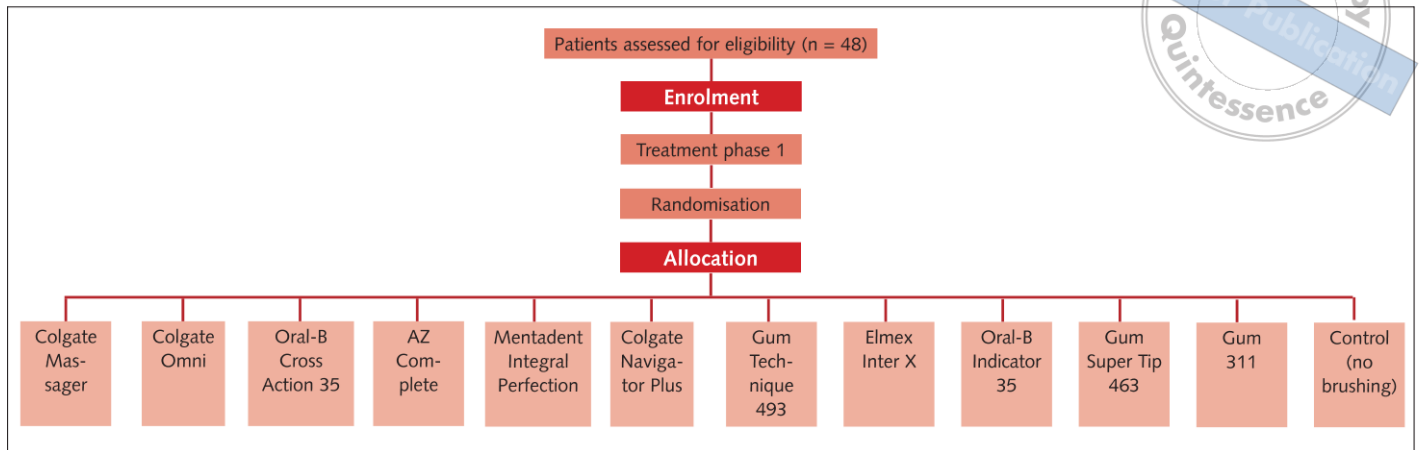 by
Publication
Quintessence
Patients assessed for eligibility (n = 48)
Enrolment
Treatment phase 1
Randomisation
Allocation
Colgate
Mas-
sager
Colgate
Omni
Oral-B
Cross
Action 35
AZ
Com-
plete
Mentadent
Integral
Perfection
Colgate
Naviga-
tor Plus
Gum
Tech-
nique
493
Elmex
Inter X
Oral-B
Indicator
35
Gum
Super Tip
463
Gum
311
Control
(no
brushing)